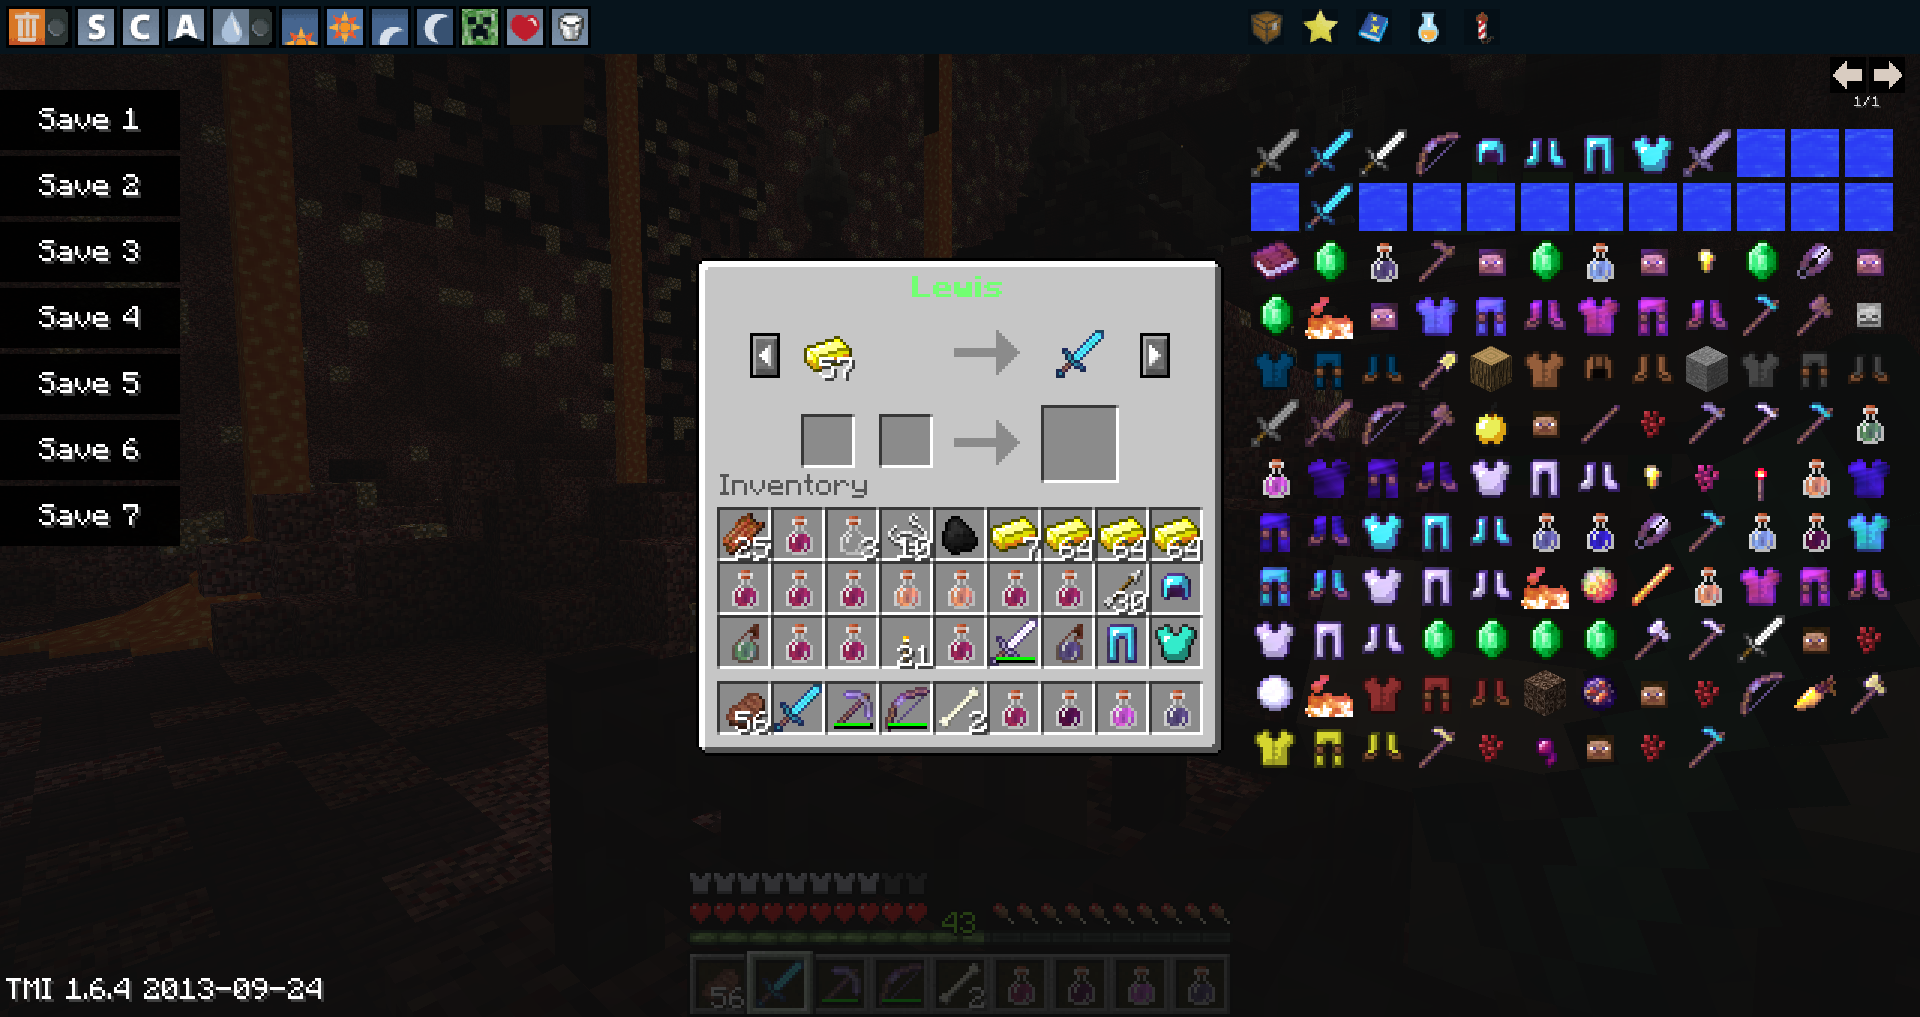 S C A
1/1
Save 1
Save 2
Save 3
Save 4
Save 5
Save 6
Save 7
Lewis
37
Inventory
25 3 10 7 64 64 64
30
21
56 2
43
56 2
TMI 1.6.4 2013-09-24